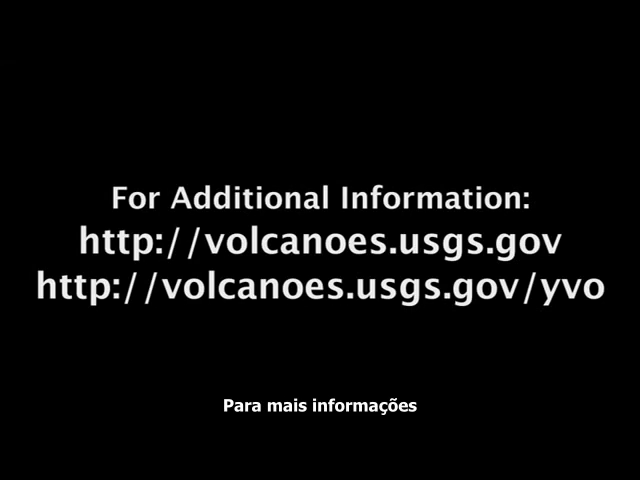 For Additional Information:
http://volcanoes.usgs.gov
http://volcanoes.usgs.gov/yvo
Para mais informações